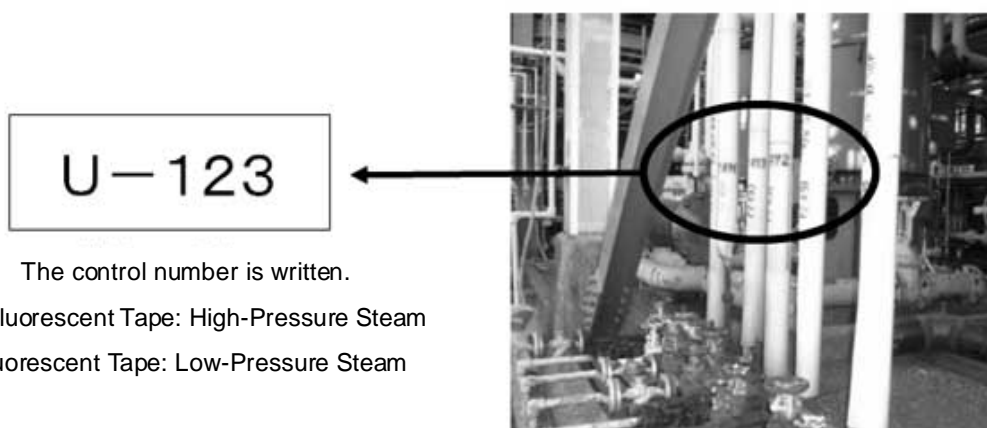 U－123
The control number is written.
luorescent Tape: High-Pressure Steam
uorescent Tape: Low-Pressure Steam